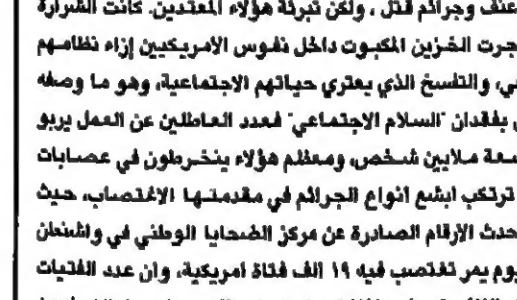 عنف وجرائم قتل ، ولكن تبرئة هؤلاء المعتدين. كانت الشرارة
جرت الخزين المكبوت داخل نفوس الامريكيين إزاء نظامهم
ي، والتفسخ الذي يعتري حياتهم الاجتماعية، وهو ما وصفه
بفقدان "السلام الاجتماعي" فعدد العاطلين عن العمل يربو
سعة ملايين شخص، ومعظم هؤلاء ينخرطون في عصابات
ترتكب ابشع انواع الجرائم في مقدمتها الاغتصاب، حيث
حدث الارقام الصادرة عن مركز الضحايا الوطني في واشنطن
يوم يمر تغتصب فيه ١٩ الف فتاة امريكية، وان عدد الفتيات